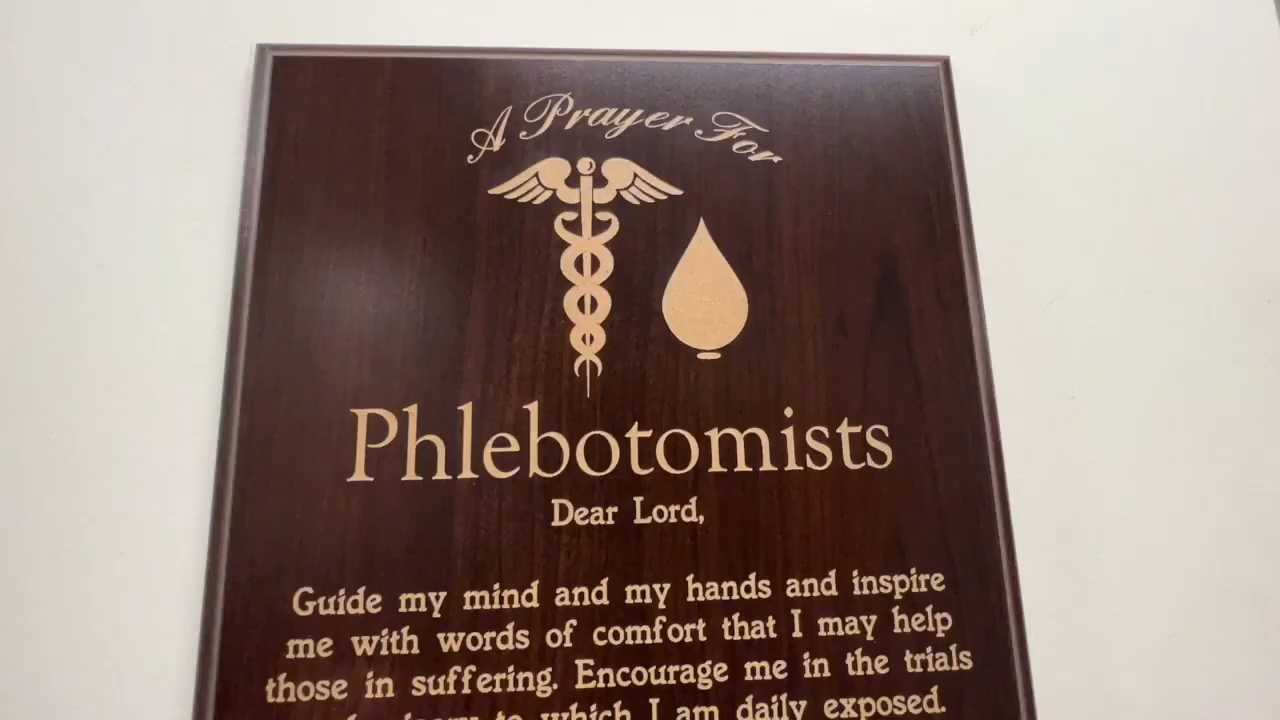 A Prayer For
Phlebotomists
Dear Lord,
Guide my mind and my hands and inspire
me with words of comfort that I may help
those in suffering. Encourage me in the trials
to which I am daily exposed.